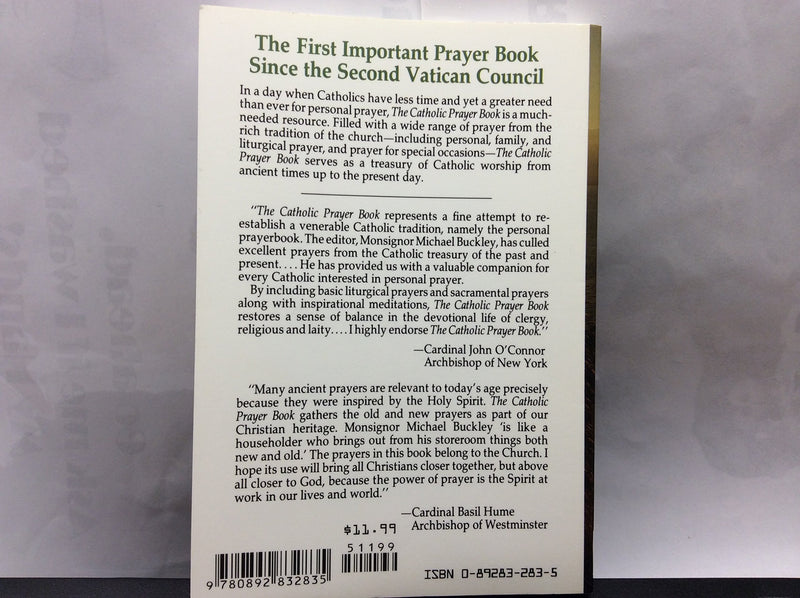 The First Important Prayer Book
Since the Second Vatican Council
In a day when Catholics have less time and yet a greater need
than ever for personal prayer, The Catholic Prayer Book is a much-
needed resource. Filled with a wide range of prayer from the
rich tradition of the church—including personal, family, and
liturgical prayer, and prayer for special occasions—The Catholic
Prayer Book serves as a treasury of Catholic worship from
ancient times up to the present day.
"The Catholic Prayer Book represents a fine attempt to re-
establish a venerable Catholic tradition, namely the personal
prayerbook. The editor, Monsignor Michael Buckley, has culled
excellent prayers from the Catholic treasury of the past and
present. . . . He has provided us with a valuable companion for
every Catholic interested in personal prayer.
By including basic liturgical prayers and sacramental prayers
along with inspirational meditations, The Catholic Prayer Book
restores a sense of balance in the devotional life of clergy,
religious and laity. . . . I highly endorse The Catholic Prayer Book."
—Cardinal John O'Connor
Archbishop of New York
"Many ancient prayers are relevant to today's age precisely
because they were inspired by the Holy Spirit. The Catholic
Prayer Book gathers the old and new prayers as part of our
Christian heritage. Monsignor Michael Buckley 'is like a
householder who brings out from his storeroom things both
new and old.' The prayers in this book belong to the Church. I
hope its use will bring all Christians closer together, but above
all closer to God, because the power of prayer is the Spirit at
work in our lives and world."
—Cardinal Basil Hume
Archbishop of Westminster
$11.99
51199
9 780892 832835
ISBN 0-89283-283-5